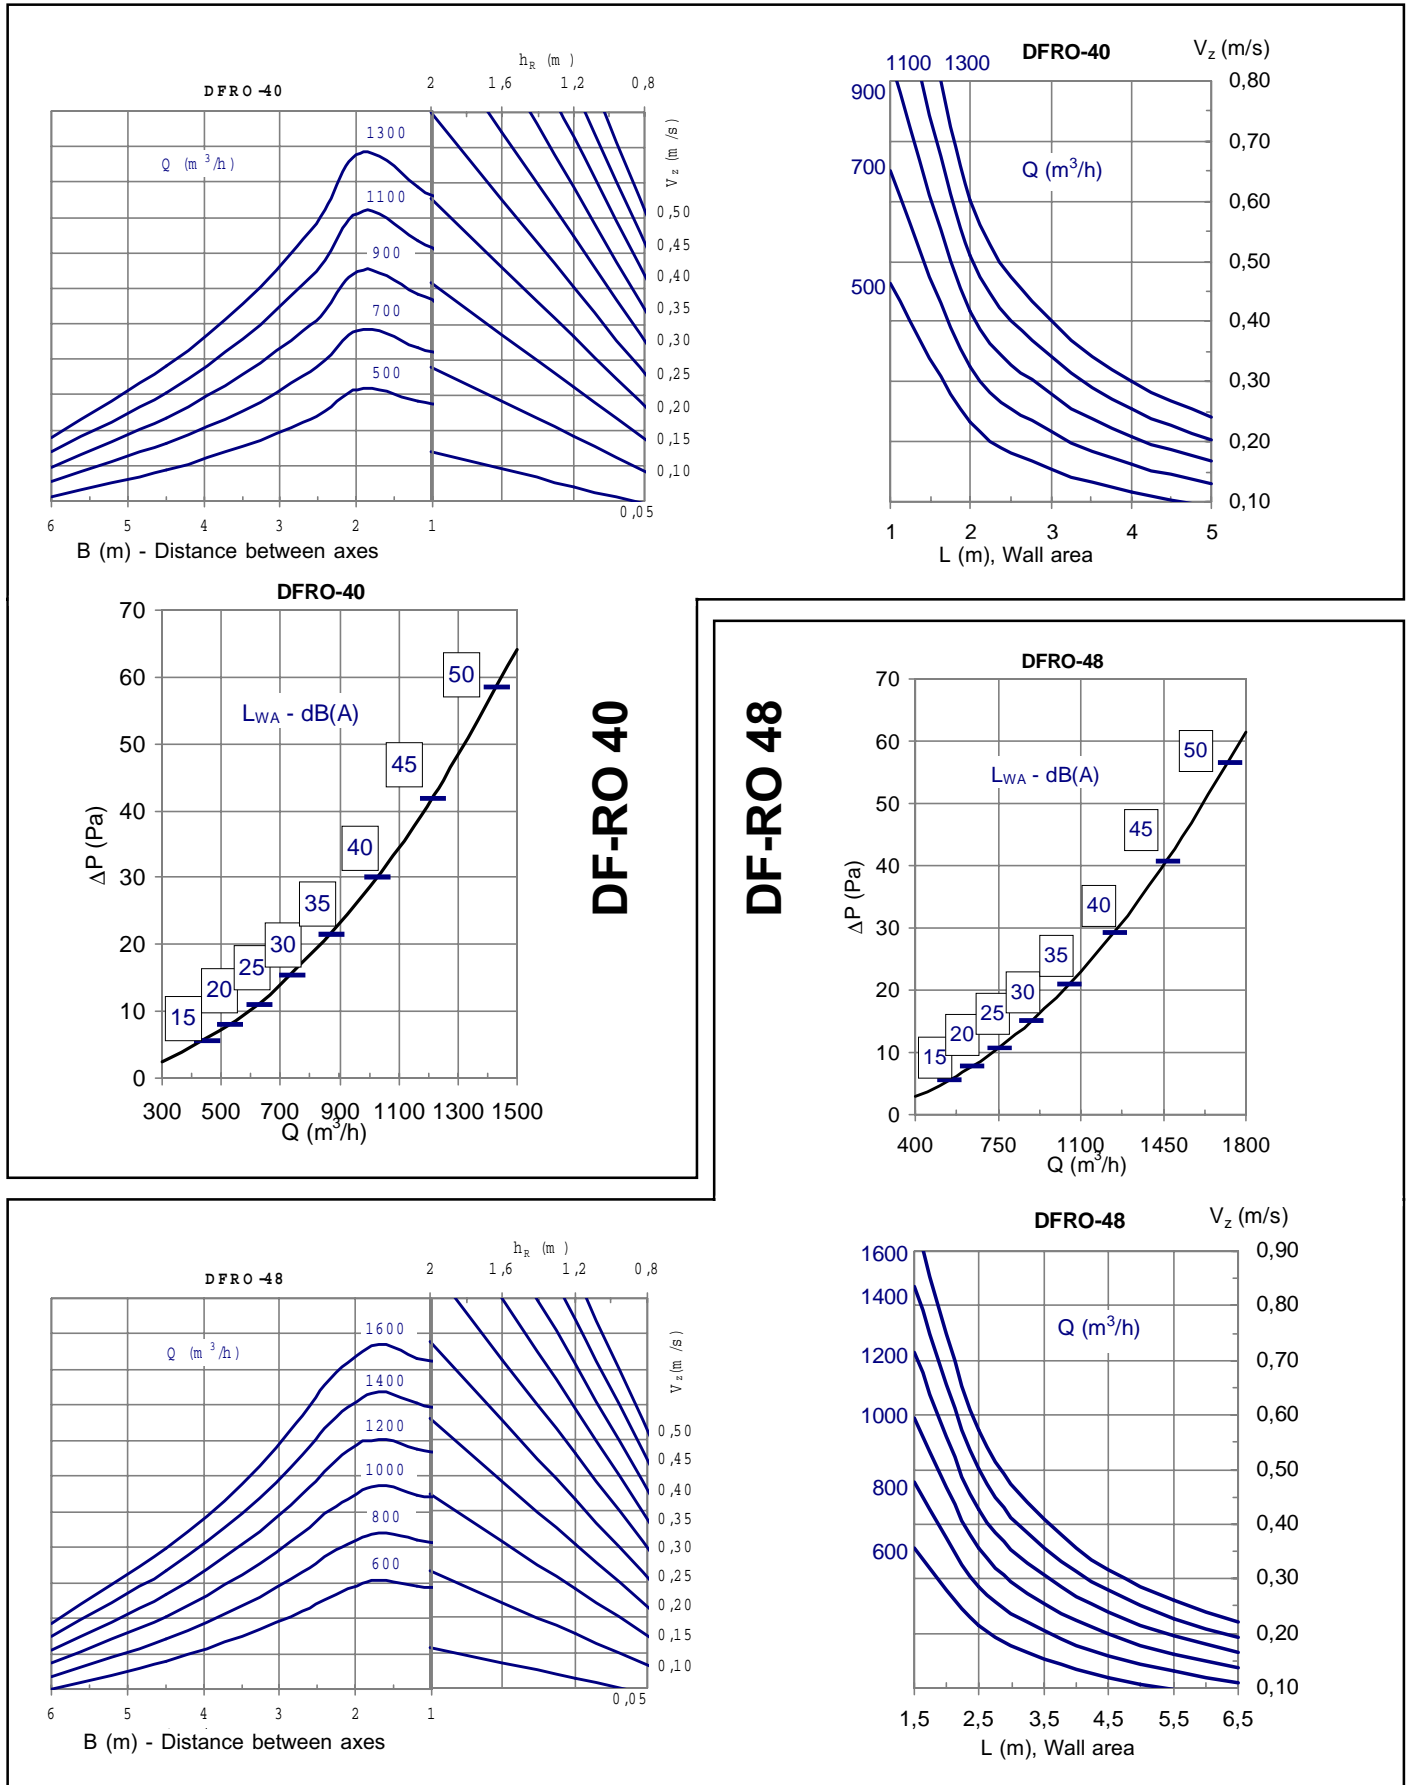 DFRO-40
h_R (m)
2 1,6 1,2 0,8
Q (m³/h)
1300
1100
900
700
500
V_z (m/s)
0,50
0,45
0,40
0,35
0,30
0,25
0,20
0,15
0,10
0,05
6 5 4 3 2 1
B (m) - Distance between axes
DFRO-40
V_z (m/s)
1100 1300
900
700
500
Q (m³/h)
0,80
0,70
0,60
0,50
0,40
0,30
0,20
0,10
1 2 3 4 5
L (m), Wall area
DFRO-40
70
60
50
40
30
20
10
0
ΔP (Pa)
L_WA - dB(A)
50
45
40
35
30
25
20
15
300 500 700 900 1100 1300 1500
Q (m³/h)
DF-RO 40
DF-RO 48
DFRO-48
70
60
50
40
30
20
10
0
ΔP (Pa)
L_WA - dB(A)
50
45
40
35
30
25
20
15
400 750 1100 1450 1800
Q (m³/h)
DFRO-48
h_R (m)
2 1,6 1,2 0,8
Q (m³/h)
1600
1400
1200
1000
800
600
V_z (m/s)
0,50
0,45
0,40
0,35
0,30
0,25
0,20
0,15
0,10
0,05
6 5 4 3 2 1
B (m) - Distance between axes
DFRO-48
V_z (m/s)
1600
1400
1200
1000
800
600
Q (m³/h)
0,90
0,80
0,70
0,60
0,50
0,40
0,30
0,20
0,10
1,5 2,5 3,5 4,5 5,5 6,5
L (m), Wall area